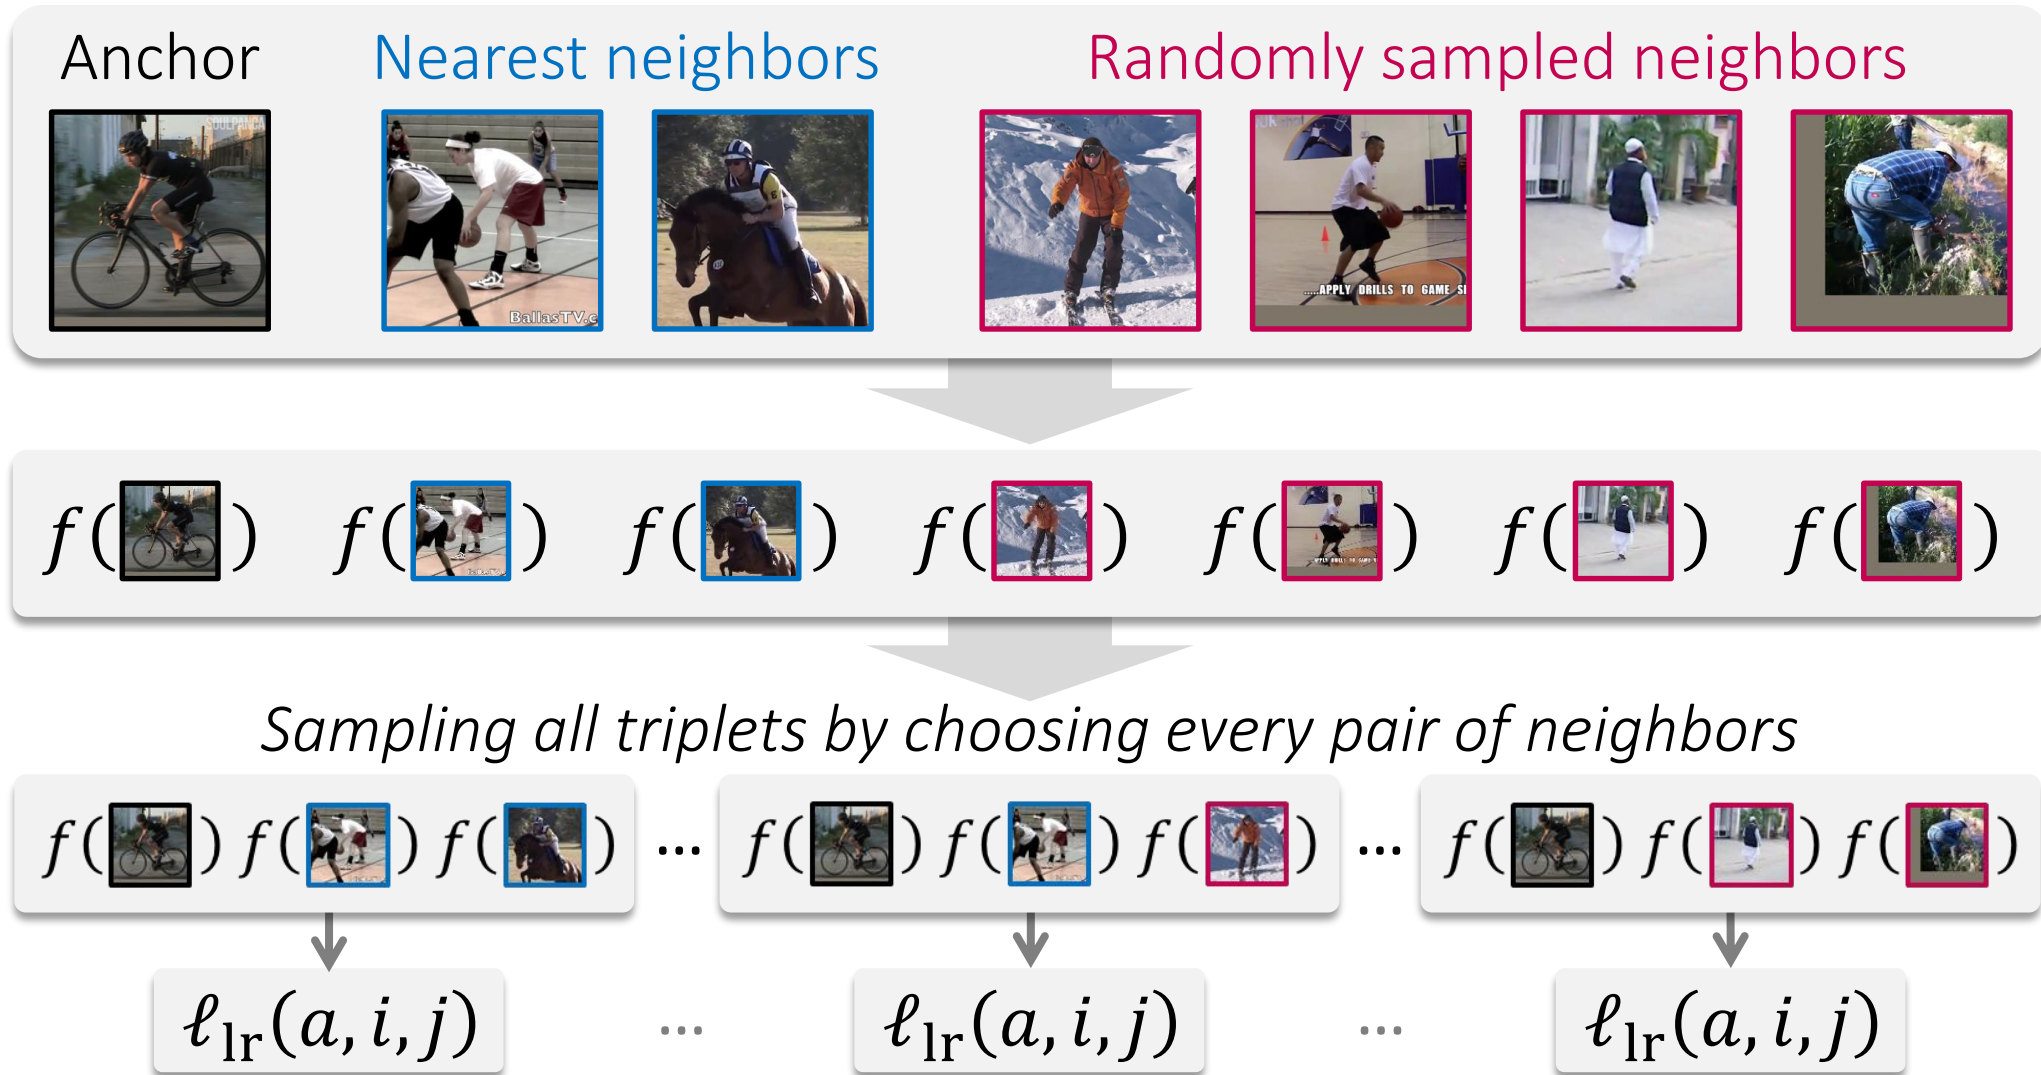 Anchor Nearest neighbors Randomly sampled neighbors
SOULPANCA
BallasTV.c
.....APPLY DRILLS TO GAME
f( ) f( ) f( ) f( ) f( ) f( ) f( )
Sampling all triplets by choosing every pair of neighbors
f( ) f( ) f( ) ... f( ) f( ) f( ) ... f( ) f( ) f( )
ℓlr(a, i, j) ... ℓlr(a, i, j) ... ℓlr(a, i, j)